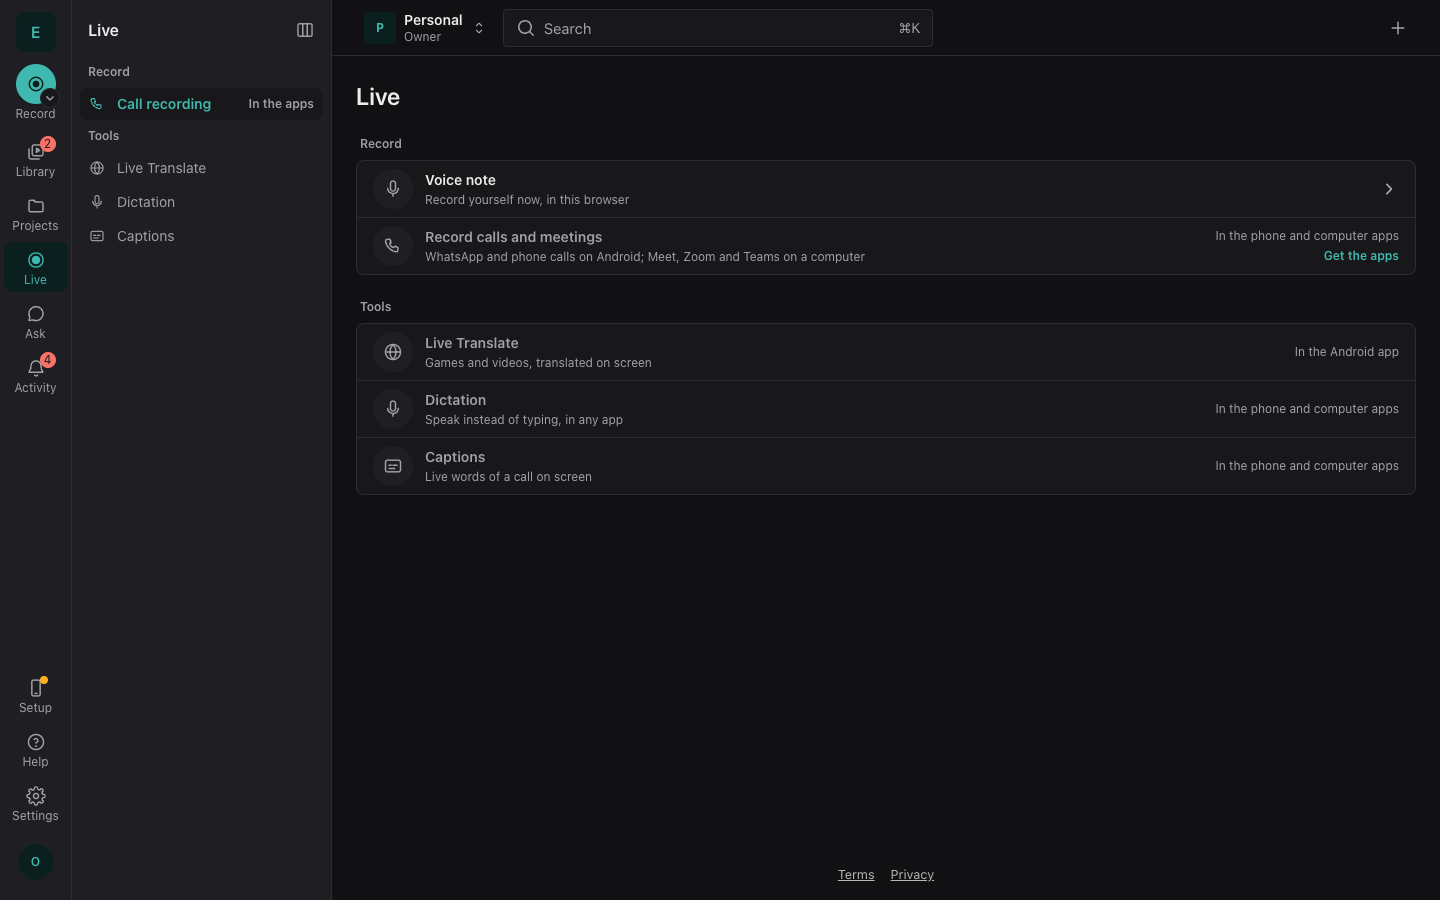 E
Record
2
Library
Projects
Live
Ask
4
Activity
Setup
Help
Settings
O
Live
Record
Call recording In the apps
Tools
Live Translate
Dictation
Captions
P
Personal
Owner
Search ⌘K
Live
Record
Voice note
Record yourself now, in this browser
Record calls and meetings
WhatsApp and phone calls on Android; Meet, Zoom and Teams on a computer
In the phone and computer apps
Get the apps
Tools
Live Translate
Games and videos, translated on screen
In the Android app
Dictation
Speak instead of typing, in any app
In the phone and computer apps
Captions
Live words of a call on screen
In the phone and computer apps
Terms Privacy